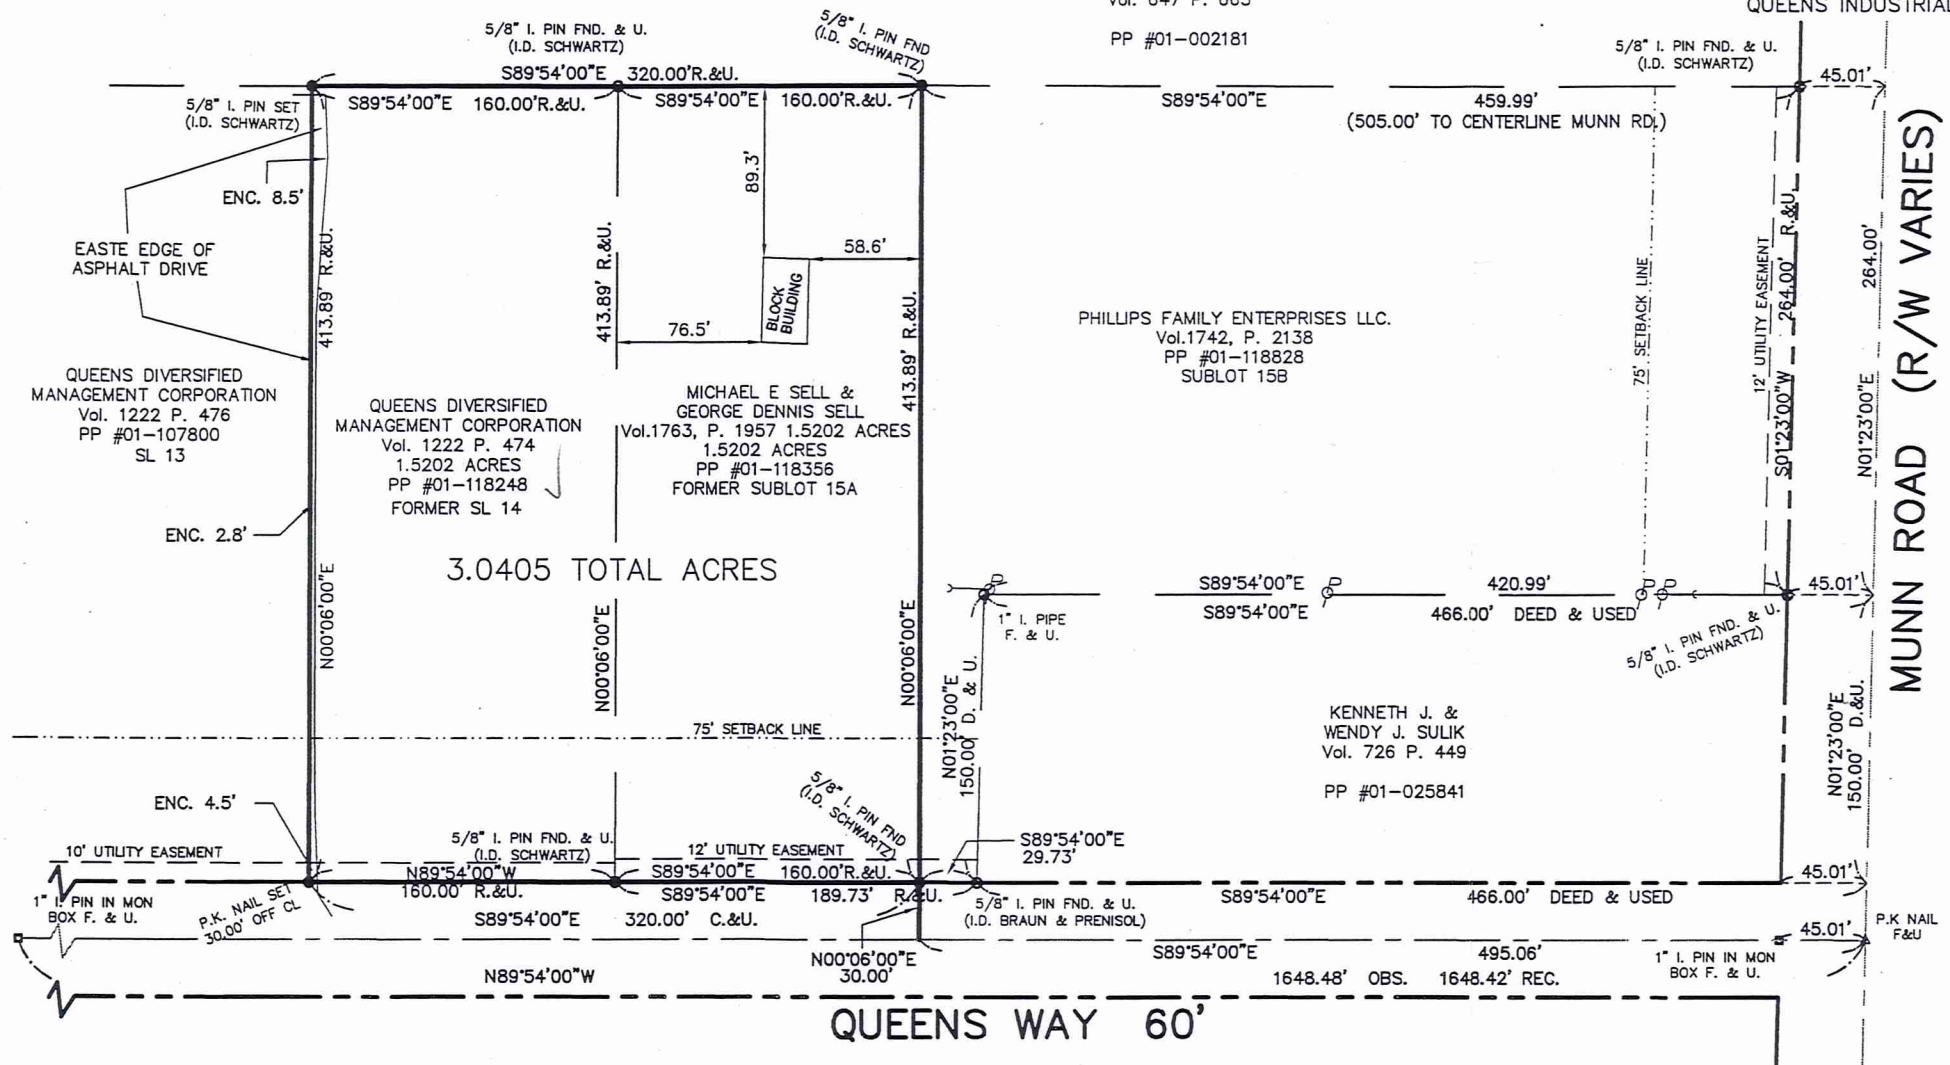 QUEENS INDUSTRIAL
PP #01-002181
5/8" I. PIN FND. & U.
(I.D. SCHWARTZ)
5/8" I. PIN FND
(I.D. SCHWARTZ)
5/8" I. PIN FND. & U.
(I.D. SCHWARTZ)
S89°54'00"E 320.00'R.&U.
45.01'
5/8" I. PIN SET
(I.D. SCHWARTZ)
S89°54'00"E 160.00'R.&U.
S89°54'00"E 160.00'R.&U.
S89°54'00"E
459.99'
(505.00' TO CENTERLINE MUNN RD.)
89.3'
ENC. 8.5'
EASTE EDGE OF
ASPHALT DRIVE
413.89' R.&U.
413.89' R.&U.
58.6'
BLOCK
BUILDING
76.5'
413.89' R.&U.
PHILLIPS FAMILY ENTERPRISES LLC.
Vol.1742, P. 2138
PP #01-118828
SUBLOT 15B
75' SETBACK LINE
12' UTILITY EASEMENT
S01°23'00"W 264.00' R.&U.
264.00'
N01°23'00"E
MUNN ROAD (R/W VARIES)
QUEENS DIVERSIFIED
MANAGEMENT CORPORATION
Vol. 1222 P. 476
PP #01-107800
SL 13
QUEENS DIVERSIFIED
MANAGEMENT CORPORATION
Vol. 1222 P. 474
1.5202 ACRES
PP #01-118248
FORMER SL 14
MICHAEL E SELL &
GEORGE DENNIS SELL
Vol.1763, P. 1957 1.5202 ACRES
1.5202 ACRES
PP #01-118356
FORMER SUBLOT 15A
ENC. 2.8'
3.0405 TOTAL ACRES
N00°06'00"E
N00°06'00"E
N00°06'00"E
S89°54'00"E
420.99'
45.01'
S89°54'00"E
466.00' DEED & USED
1" I. PIPE
F. & U.
5/8" I. PIN FND. & U.
(I.D. SCHWARTZ)
N01°23'00"E
150.00' D. & U.
KENNETH J. &
WENDY J. SULIK
Vol. 726 P. 449
PP #01-025841
N01°23'00"E
150.00' D.&U.
75' SETBACK LINE
ENC. 4.5'
5/8" I. PIN FND
(I.D. SCHWARTZ)
10' UTILITY EASEMENT
5/8" I. PIN FND. & U.
(I.D. SCHWARTZ)
12' UTILITY EASEMENT
S89°54'00"E
29.73'
N89°54'00"W
160.00' R.&U.
S89°54'00"E 160.00'R.&U.
45.01'
1" I. PIN IN MON
BOX F. & U.
P.K. NAIL SET
30.00' OFF CL
S89°54'00"E 189.73' R.&U.
5/8" I. PIN FND. & U.
(I.D. BRAUN & PRENISOL)
S89°54'00"E
466.00' DEED & USED
S89°54'00"E 320.00' C.&U.
P.K NAIL
F&U
45.01'
N00°06'00"E
30.00'
S89°54'00"E
495.06'
1" I. PIN IN MON
BOX F. & U.
N89°54'00"W
1648.48' OBS. 1648.42' REC.
QUEENS WAY 60'